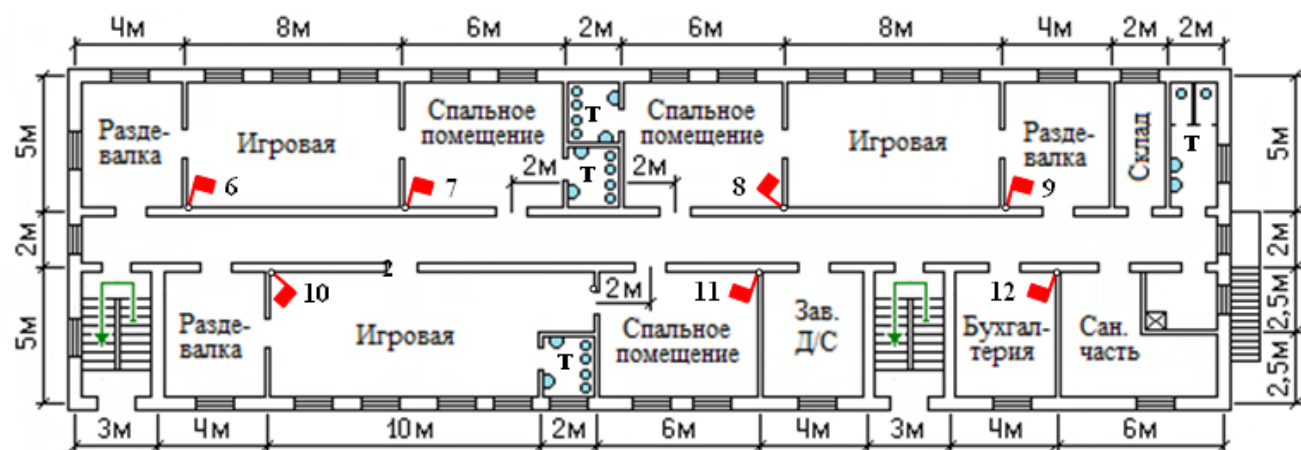 4м 8м 6м 2м 6м 8м 4м 2м 2м
5м
Разде-
валка
Игровая
Спальное
помещение
Т
Т
Спальное
помещение
Игровая
Разде-
валка
Склад
Т
5м
2м 2м
6 7 8 9
2м 2м
2
10 11 12
2м
5м
Разде-
валка
Игровая
Т
Спальное
помещение
Зав.
Д/С
Бухгал-
терия
Сан.
часть
2,5м
2,5м
3м 4м 10м 2м 6м 4м 3м 4м 6м